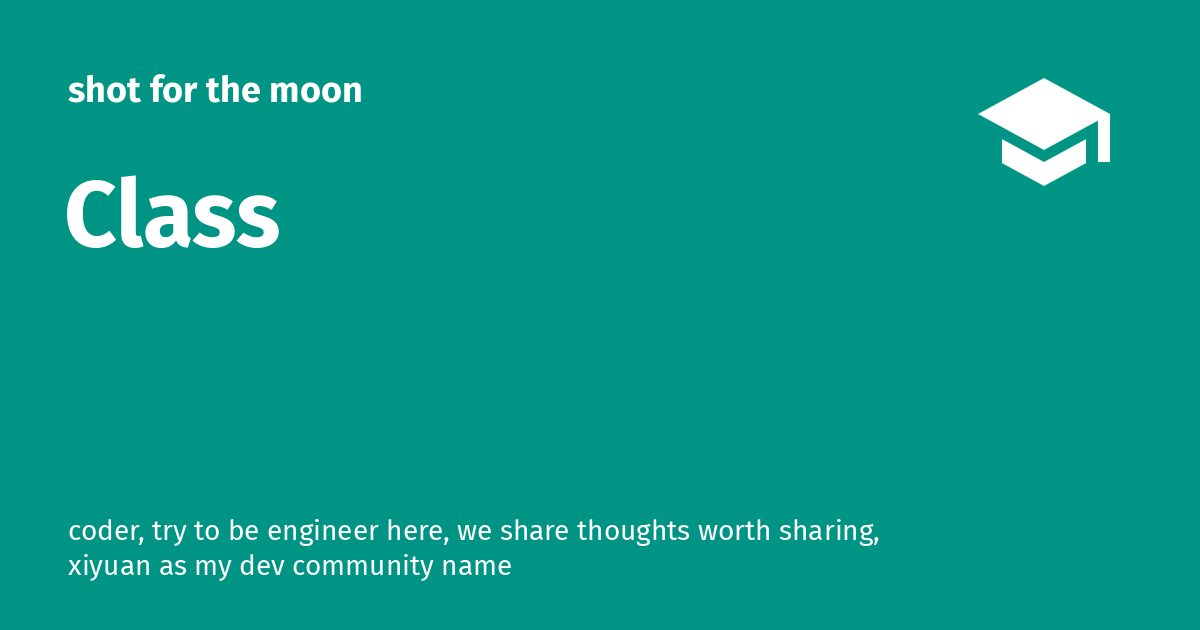 shot for the moon
Class
coder, try to be engineer here, we share thoughts worth sharing,
xiyuan as my dev community name